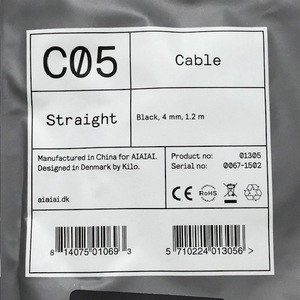 C05
Cable
Straight
Black, 4 mm, 1.2 m
Manufactured in China for AIAIAI.
Designed in Denmark by Kilo.
Product no: 01305
Serial no: 0067-1502
aiaiai.dk
CE RoHS
8 14075 01069 3
5 710224 013056 >